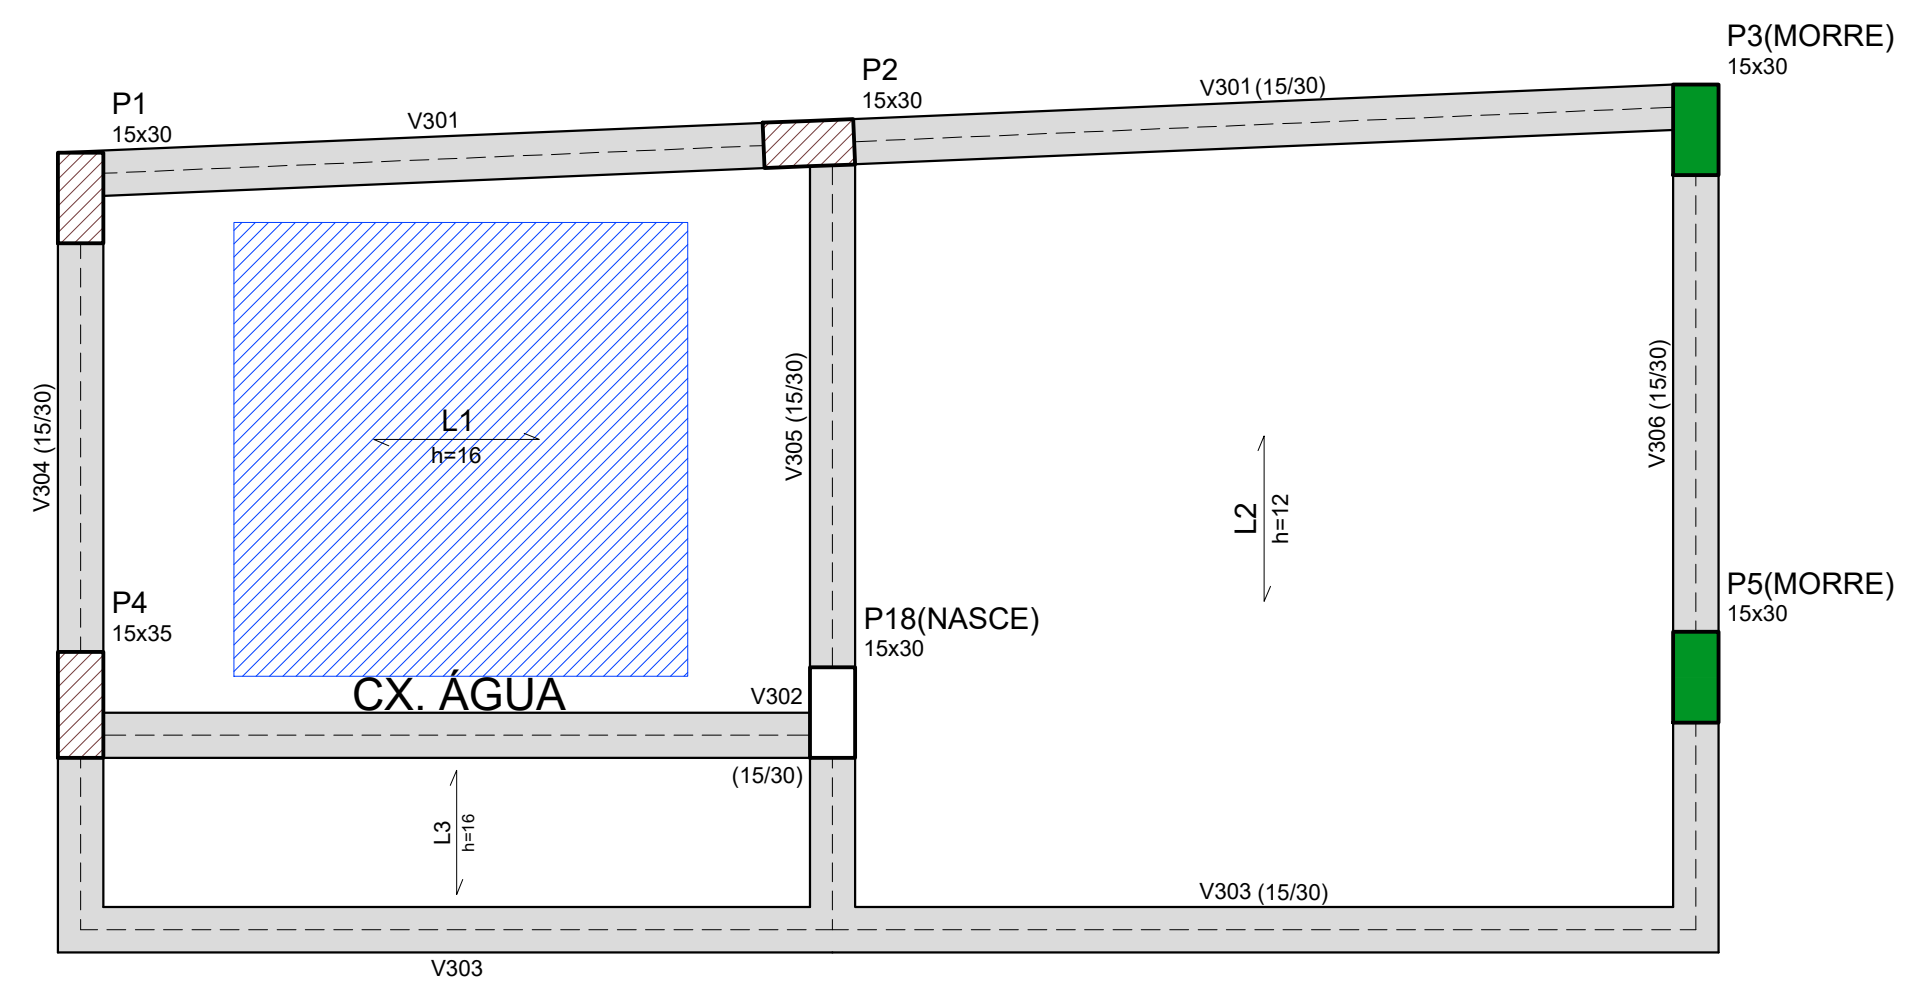 P3(MORRE)
15x30
P2
15x30
V301 (15/30)
P1
15x30
V301
V304 (15/30)
L1
h=16
V305 (15/30)
L2
h=12
V306 (15/30)
P4
15x35
P18(NASCE)
15x30
P5(MORRE)
15x30
CX. ÁGUA
V302
(15/30)
L3
h=16
V303 (15/30)
V303